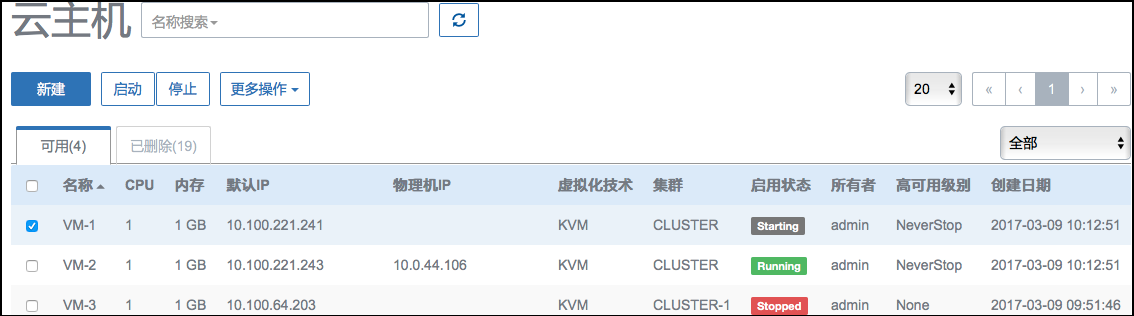 云主机 名称搜索
新建 启动 停止 更多操作 20 « ‹ 1 › »
可用(4) 已删除(19) 全部
名称 CPU 内存 默认IP 物理机IP 虚拟化技术 集群 启用状态 所有者 高可用级别 创建日期
VM-1 1 1 GB 10.100.221.241 KVM CLUSTER Starting admin NeverStop 2017-03-09 10:12:51
VM-2 1 1 GB 10.100.221.243 10.0.44.106 KVM CLUSTER Running admin NeverStop 2017-03-09 10:12:51
VM-3 1 1 GB 10.100.64.203 KVM CLUSTER-1 Stopped admin None 2017-03-09 09:51:46